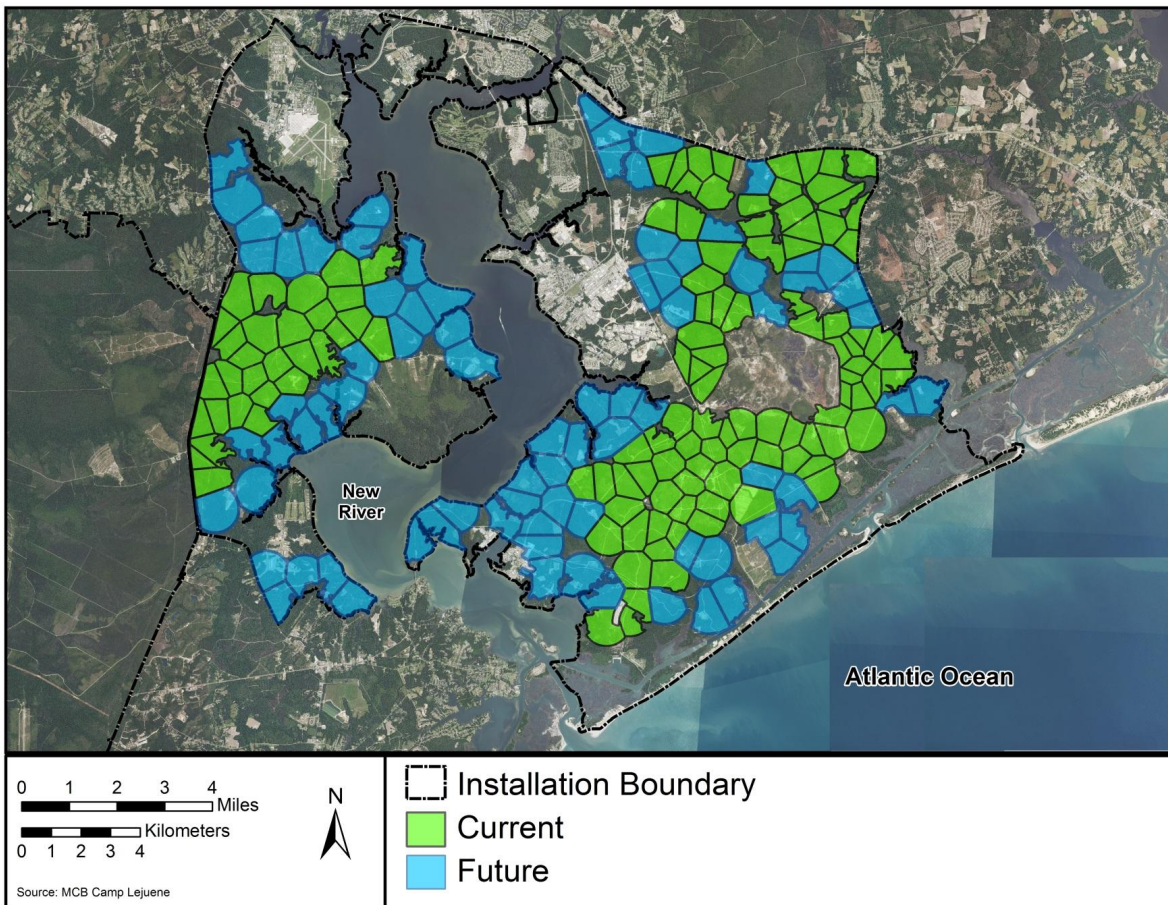 New
River
Atlantic Ocean
0 1 2 3 4
Miles
Kilometers
0 1 2 3 4
N
Source: MCB Camp Lejuene
Installation Boundary
Current
Future